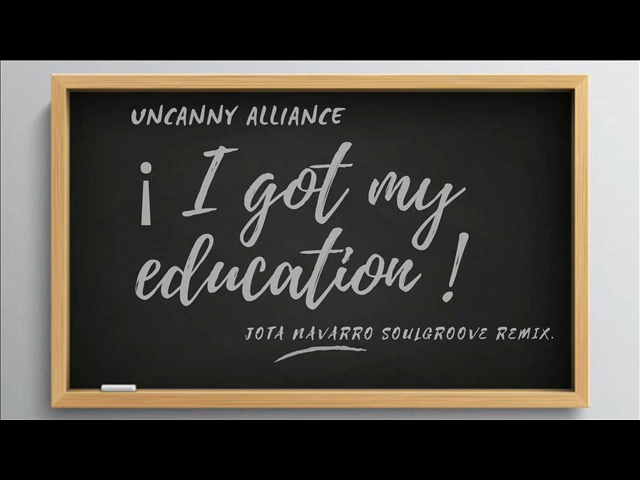 UNCANNY ALLIANCE
¡ I got my
education !
JOTA NAVARRO SOULGROOVE REMIX.